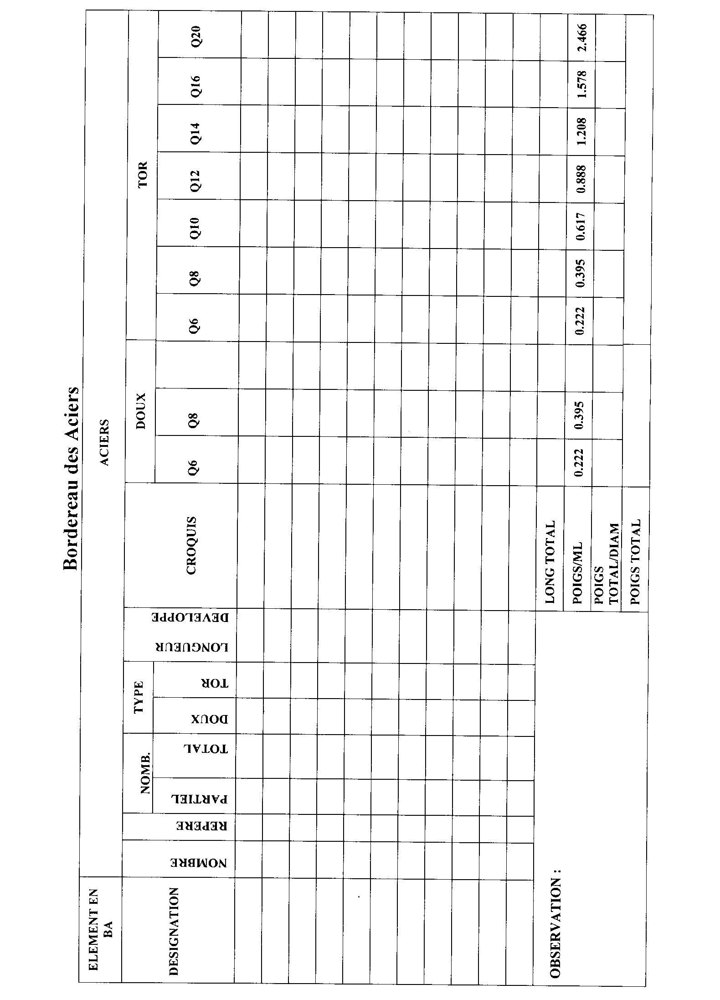 Bordereau des Aciers
ELEMENT EN
BA
ACIERS
DESIGNATION
NOMBRE
REPERE
NOMB.
PARTIEL
TOTAL
TYPE
DOUX
TOR
LONGUEUR
DEVELOPPE
CROQUIS
DOUX
TOR
Q6 Q8 Q6 Q8 Q10 Q12 Q14 Q16 Q20
OBSERVATION :
LONG TOTAL
POIGS/ML 0.222 0.395 0.222 0.395 0.617 0.888 1.208 1.578 2.466
POIGS
TOTAL/DIAM
POIGS TOTAL